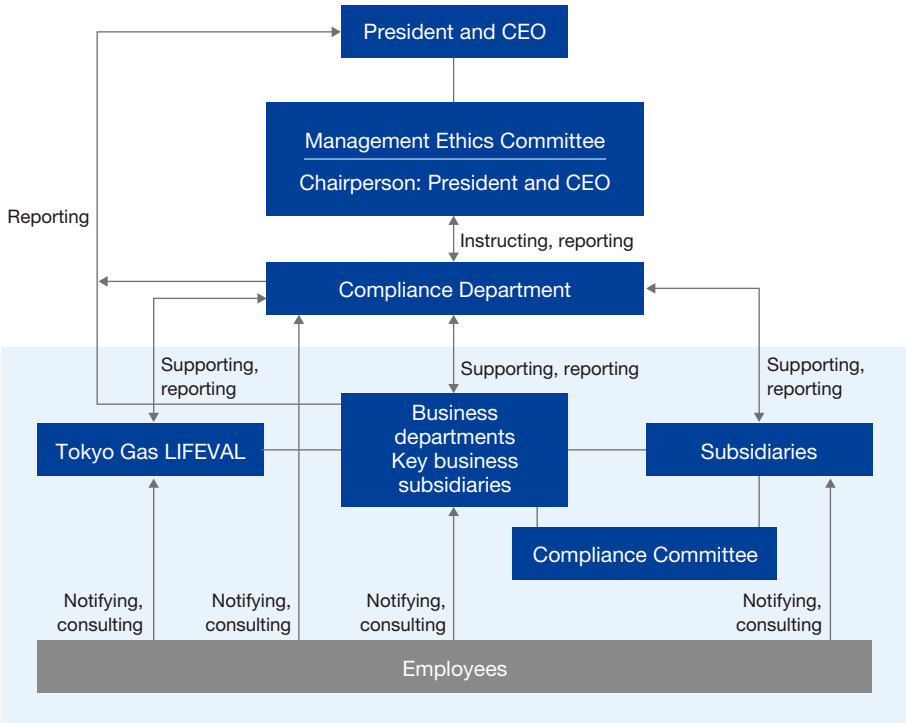 President and CEO
Management Ethics Committee
Chairperson: President and CEO
Reporting
Instructing, reporting
Compliance Department
Supporting,
reporting
Supporting, reporting
Supporting,
reporting
Tokyo Gas LIFEVAL
Business
departments
Key business
subsidiaries
Subsidiaries
Compliance Committee
Notifying,
consulting
Notifying,
consulting
Notifying,
consulting
Notifying,
consulting
Employees